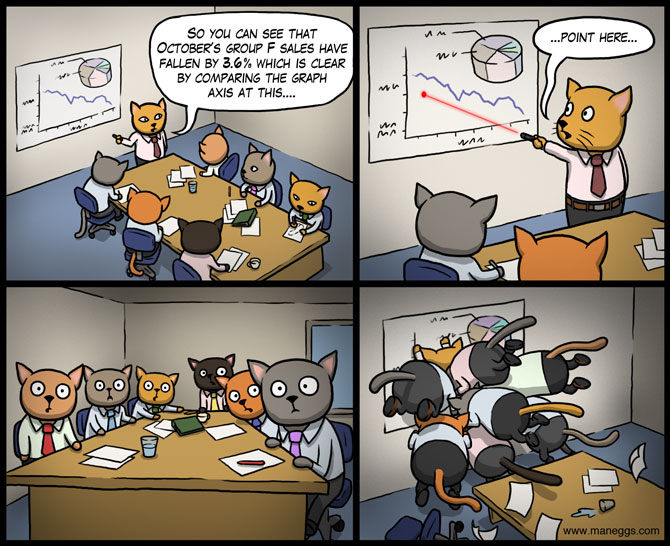 So you can see that
October's group F sales have
fallen by 3.6% which is clear
by comparing the graph
axis at this....
...point here...
www.maneggs.com